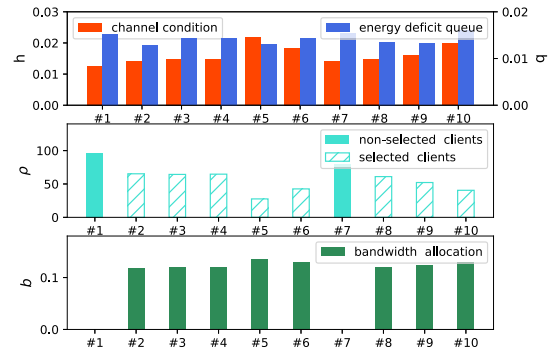 0.03
0.02
0.01
0.00
h
channel condition
energy deficit queue
0.02
0.01
0.00
q
#1 #2 #3 #4 #5 #6 #7 #8 #9 #10
100
50
0
ρ
non-selected clients
selected clients
#1 #2 #3 #4 #5 #6 #7 #8 #9 #10
0.1
0.0
b
bandwidth allocation
#1 #2 #3 #4 #5 #6 #7 #8 #9 #10